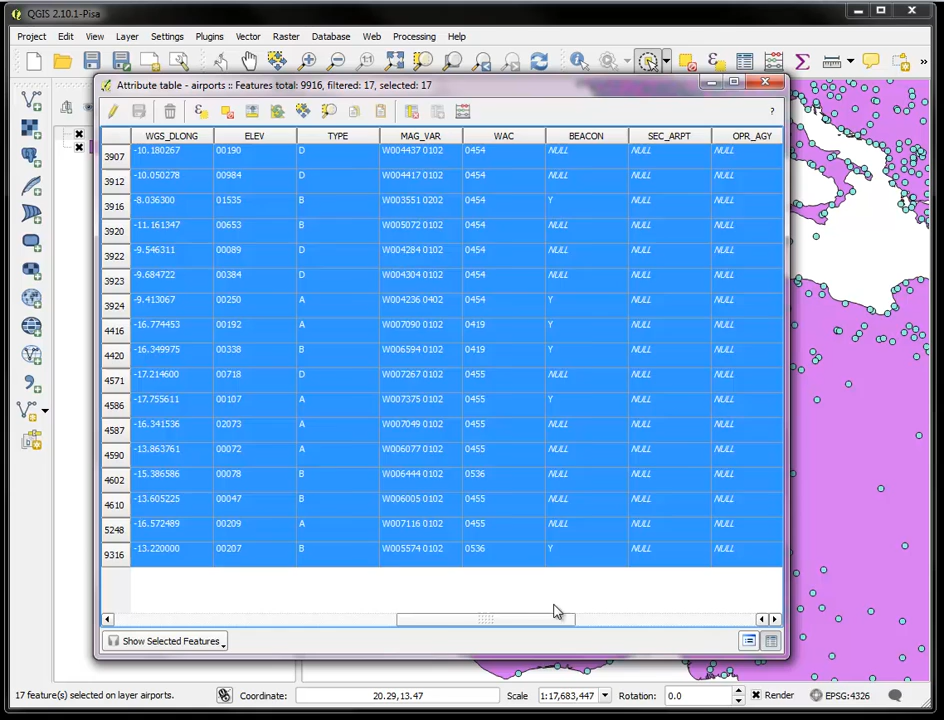 QGIS 2.10.1-Pisa
Project Edit View Layer Settings Plugins Vector Raster Database Web Processing Help
Attribute table - airports :: Features total: 9916, filtered: 17, selected: 17
?
WGS_DLONG ELEV TYPE MAG_VAR WAC BEACON SEC_ARPT OPR_AGY
3907 -10.180267 00190 D W004437 0102 0454 NULL NULL NULL
3912 -10.050278 00984 D W004417 0102 0454 NULL NULL NULL
3916 -8.036300 01535 B W003551 0202 0454 Y NULL NULL
3920 -11.161347 00653 B W005072 0102 0454 NULL NULL NULL
3922 -9.546311 00089 D W004284 0102 0454 NULL NULL NULL
3923 -9.684722 00384 D W004304 0102 0454 NULL NULL NULL
3924 -9.413067 00250 A W004236 0402 0454 Y NULL NULL
4416 -16.774453 00192 A W007090 0102 0419 Y NULL NULL
4420 -16.349975 00338 B W006594 0102 0419 Y NULL NULL
4571 -17.214600 00718 D W007267 0102 0455 NULL NULL NULL
4586 -17.755611 00107 A W007375 0102 0455 Y NULL NULL
4587 -16.341536 02073 A W007049 0102 0455 NULL NULL NULL
4590 -13.863761 00072 A W006077 0102 0455 NULL NULL NULL
4602 -15.386586 00078 B W006444 0102 0536 NULL NULL NULL
4610 -13.605225 00047 B W006005 0102 0455 NULL NULL NULL
5248 -16.572489 00209 A W007116 0102 0455 NULL NULL NULL
9316 -13.220000 00207 B W005574 0102 0536 Y NULL NULL
Show Selected Features
17 feature(s) selected on layer airports. Coordinate: 20.29,13.47 Scale 1:17,683,447 Rotation: 0.0 Render EPSG:4326